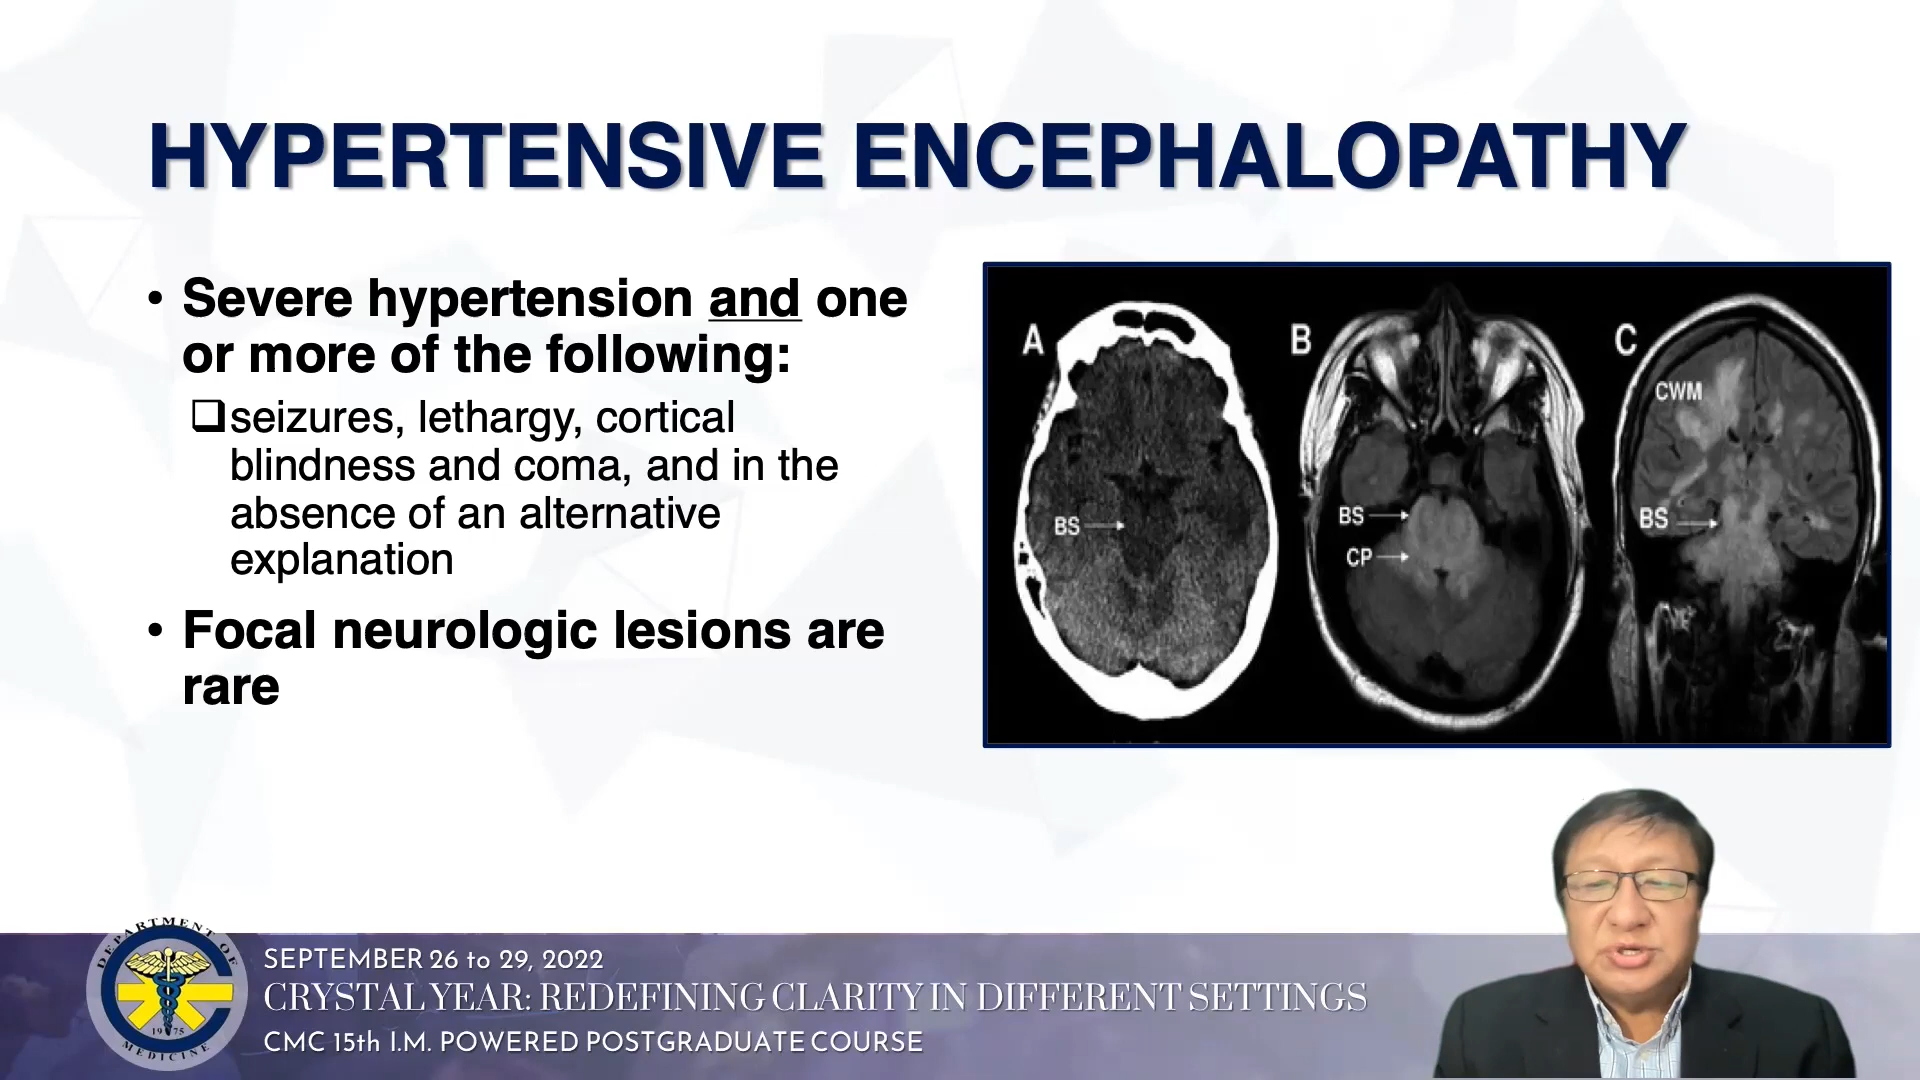 HYPERTENSIVE ENCEPHALOPATHY
• Severe hypertension and one
or more of the following:
❑seizures, lethargy, cortical
blindness and coma, and in the
absence of an alternative
explanation
• Focal neurologic lesions are
rare
A
BS
B
BS
CP
C
CWM
BS
DEPARTMENT OF
1975
MEDICINE
SEPTEMBER 26 to 29, 2022
CRYSTAL YEAR: REDEFINING CLARITY IN DIFFERENT SETTINGS
CMC 15th I.M. POWERED POSTGRADUATE COURSE